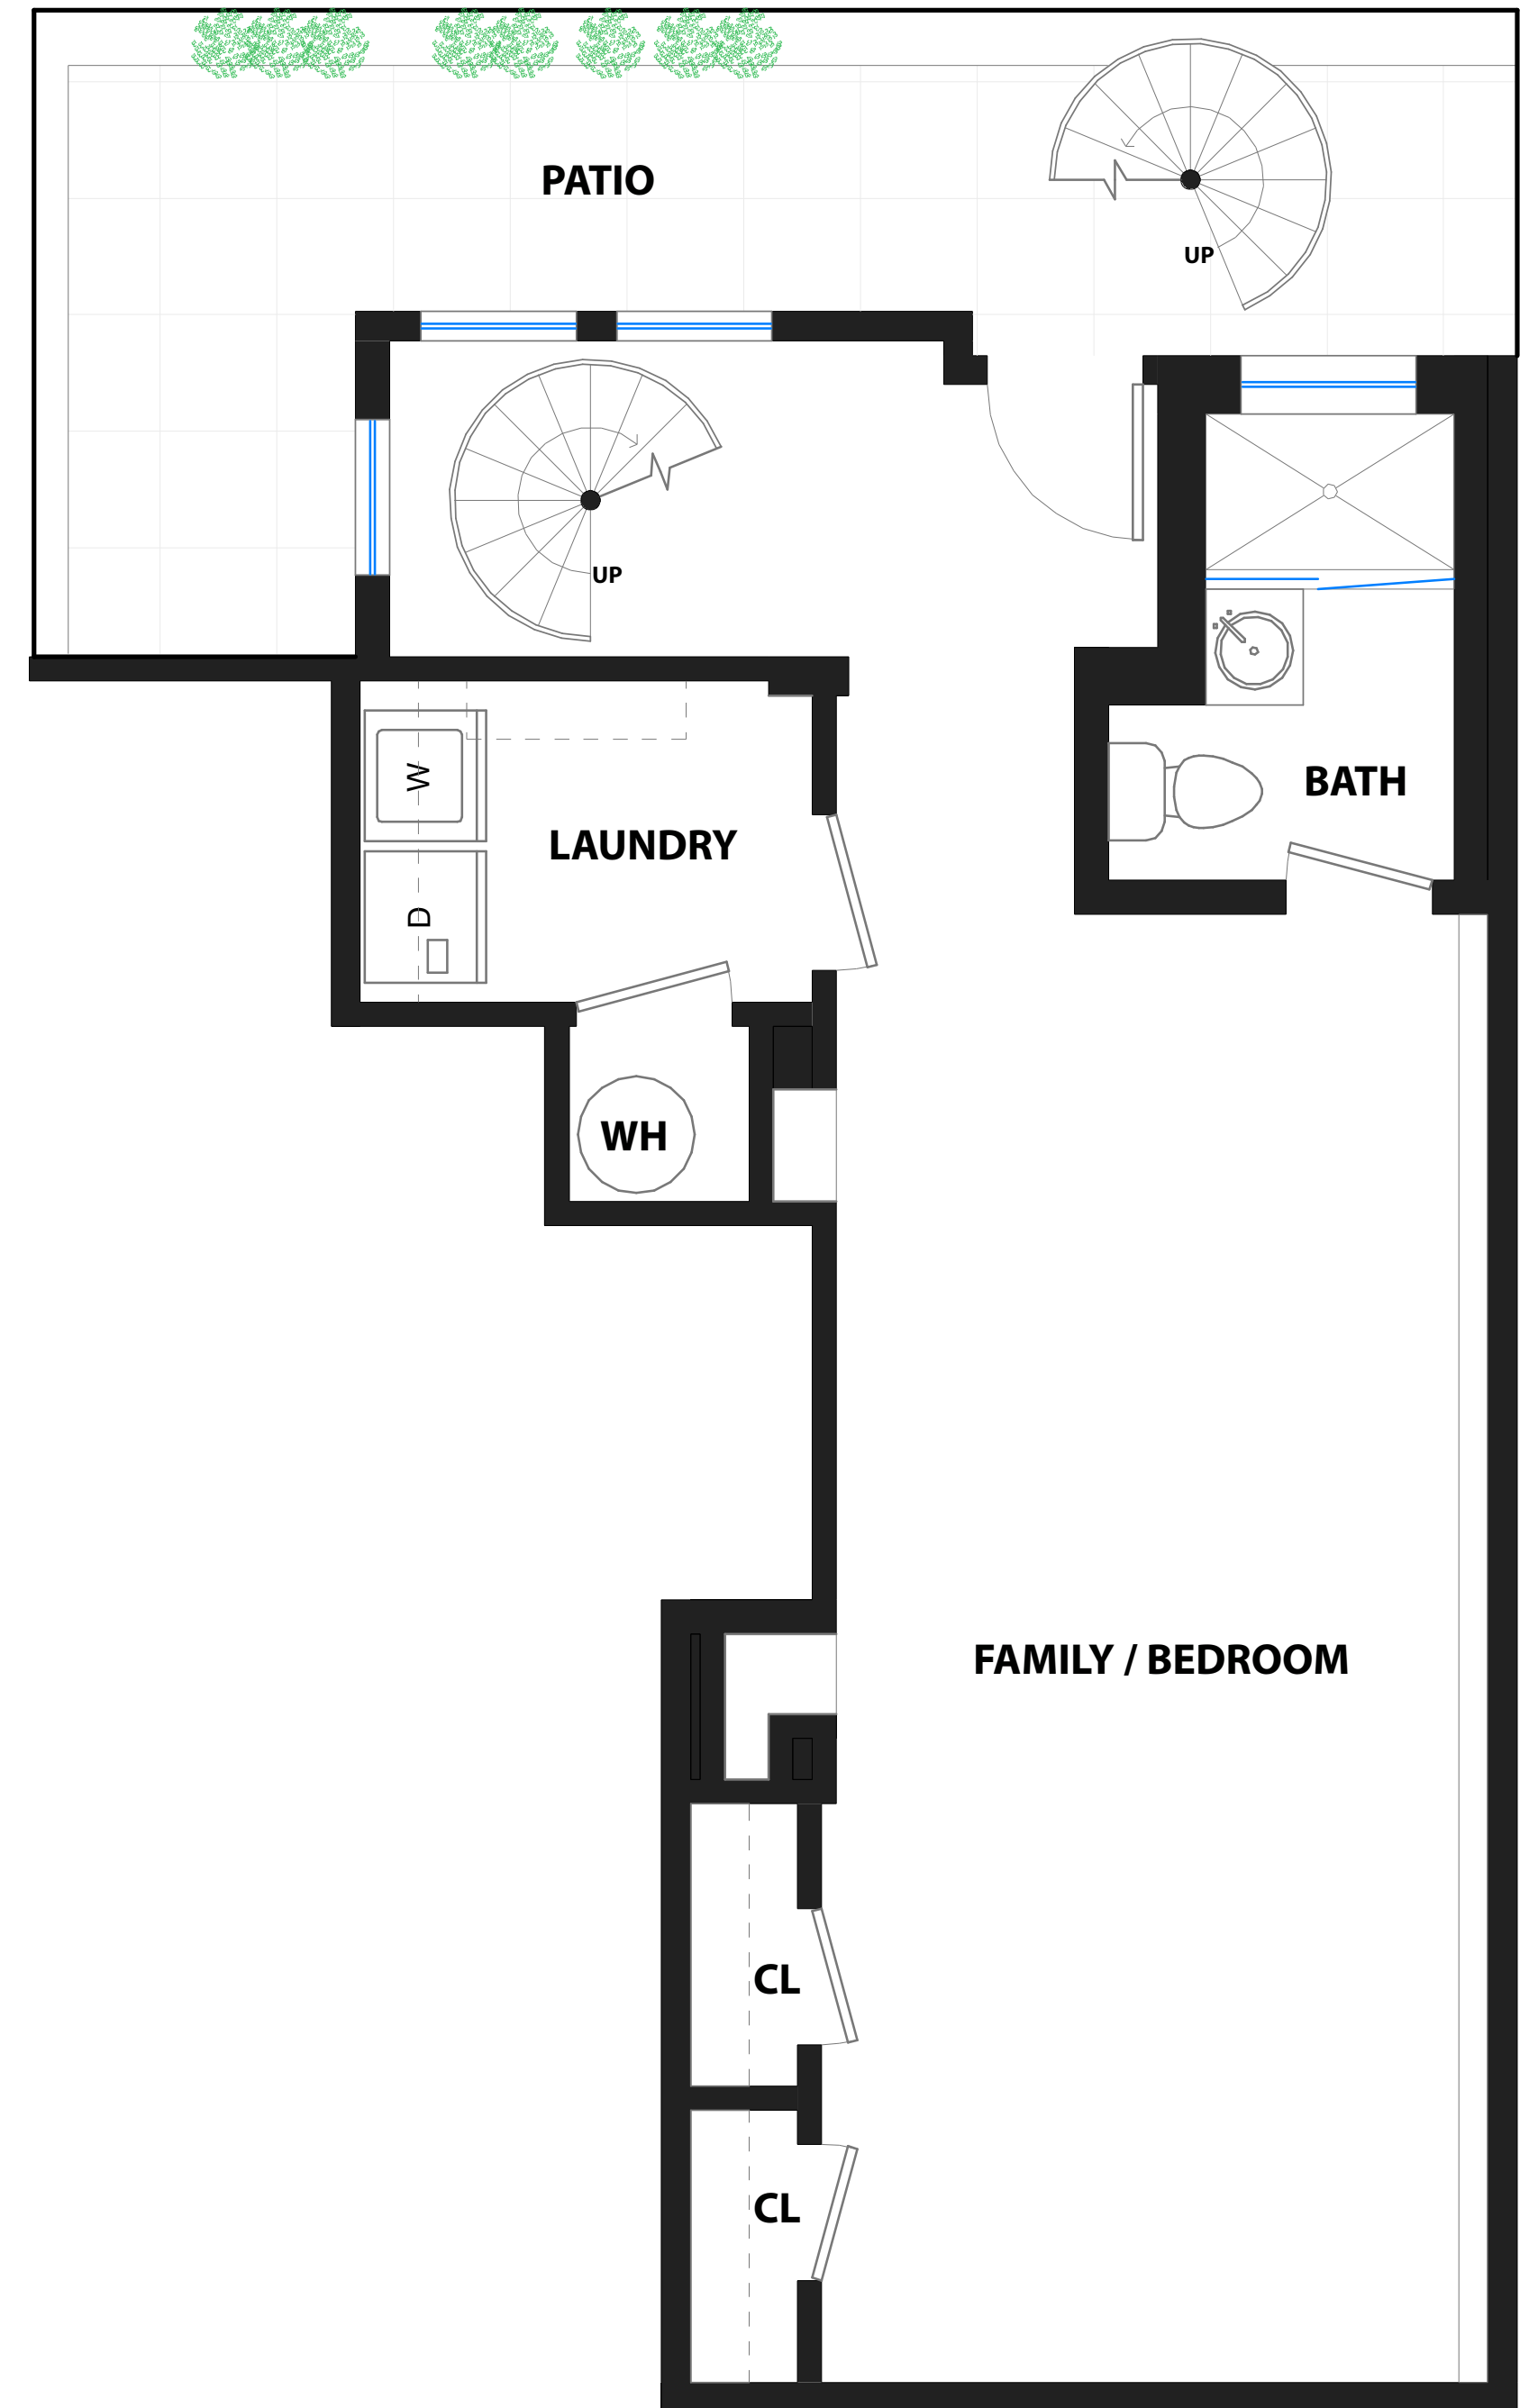 PATIO
UP
UP
W
LAUNDRY
BATH
D
WH
FAMILY / BEDROOM
CL
CL